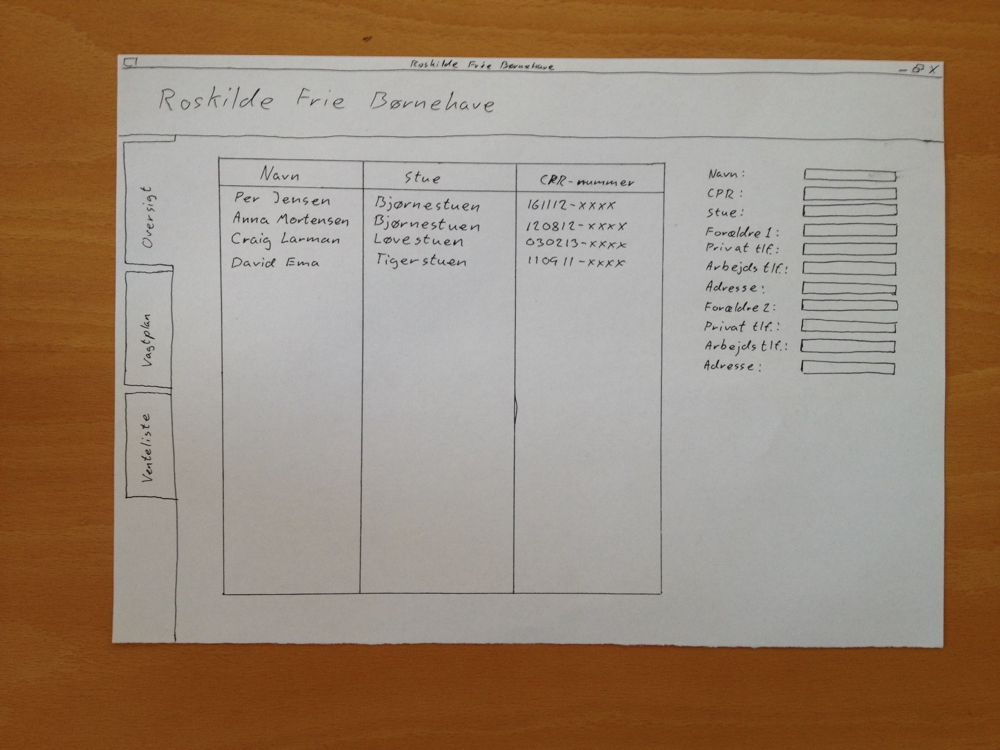 Roskilde Frie Børnehave
Roskilde Frie Børnehave
Oversigt
Vagtplan
Venteliste
Navn Stue CPR-nummer
Per Jensen Bjørnestuen 161112-xxxx
Anna Mortensen Bjørnestuen 120812-xxxx
Craig Larman Løvestuen 030213-xxxx
David Ema Tigerstuen 110911-xxxx
Navn:
CPR:
Stue:
Forældre 1:
Privat tlf.:
Arbejds tlf.:
Adresse:
Forældre 2:
Privat tlf.:
Arbejds tlf.:
Adresse: